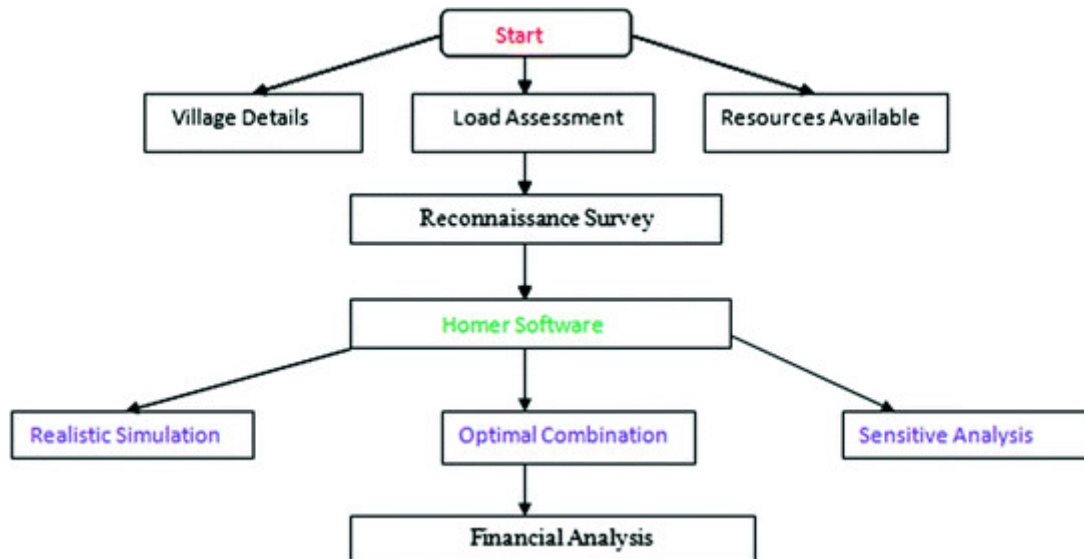 Start
Village Details
Load Assessment
Resources Available
Reconnaissance Survey
Homer Software
Realistic Simulation
Optimal Combination
Sensitive Analysis
Financial Analysis